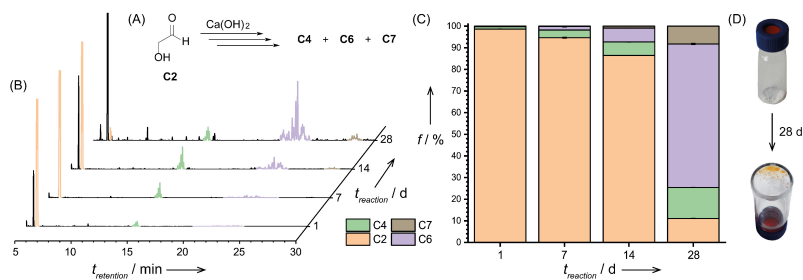 (A)
O
H
OH
C2
Ca(OH)2
C4 + C6 + C7
(B)
28
14
7
1
t_reaction / d
5 10 15 20 25 30
t_retention / min
C4
C7
C2
C6
(C)
100
90
80
70
60
50
40
30
20
10
0
f / %
1 7 14 28
t_reaction / d
(D)
28 d